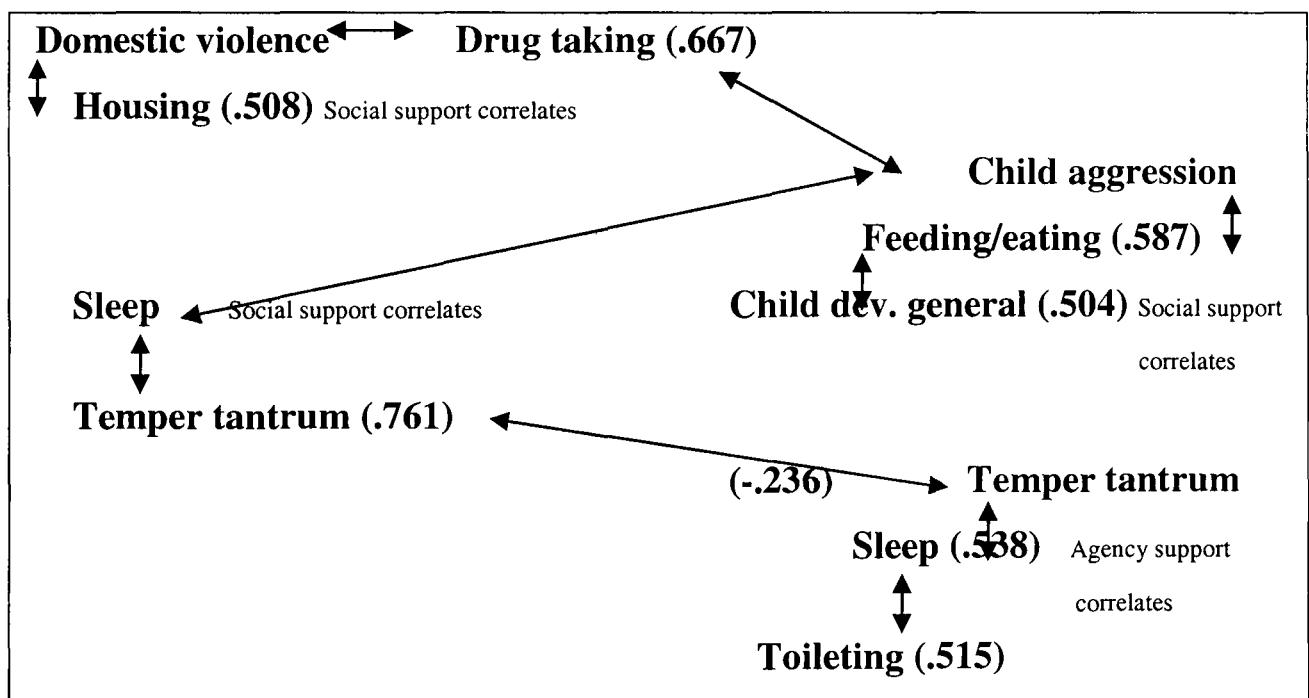 Domestic violence Drug taking (.667)
Housing (.508) Social support correlates
Child aggression
Feeding/eating (.587)
Sleep Social support correlates
Child dev. general (.504) Social support
correlates
Temper tantrum (.761)
(-.236) Temper tantrum
Sleep (.538) Agency support
correlates
Toileting (.515)